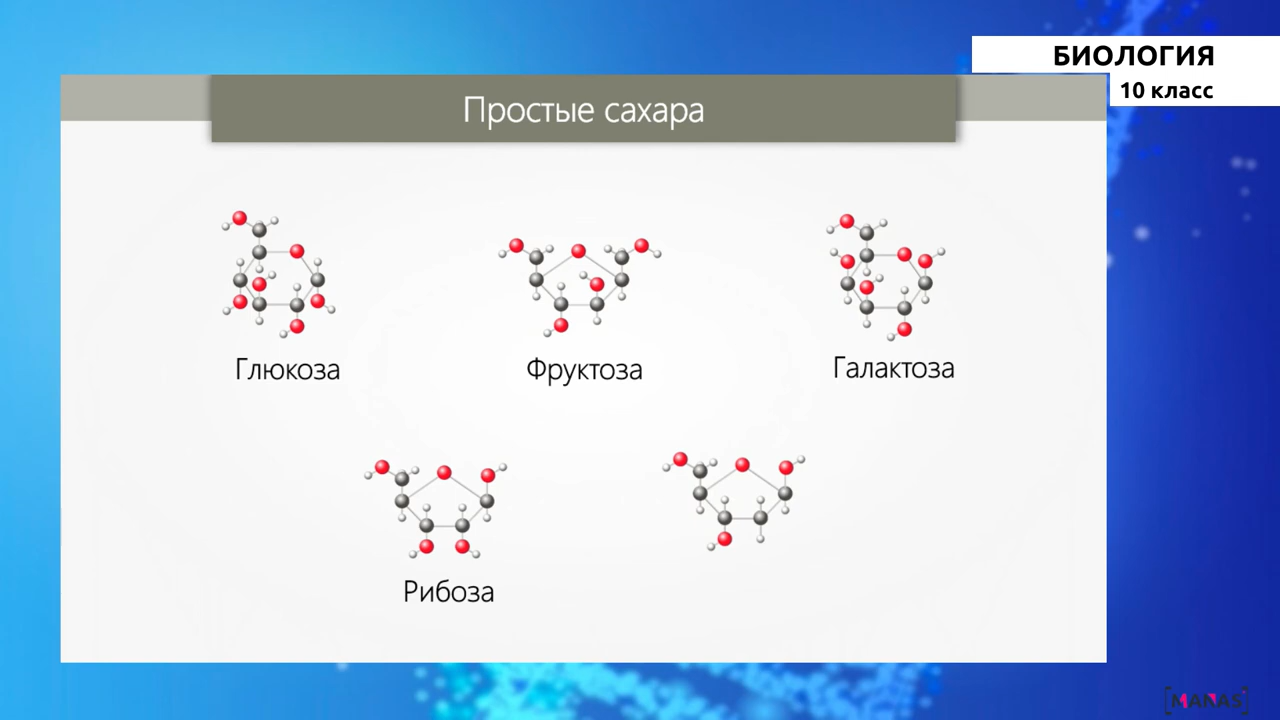 БИОЛОГИЯ
10 класс
Простые сахара
Глюкоза
Фруктоза
Галактоза
Рибоза
MANAS